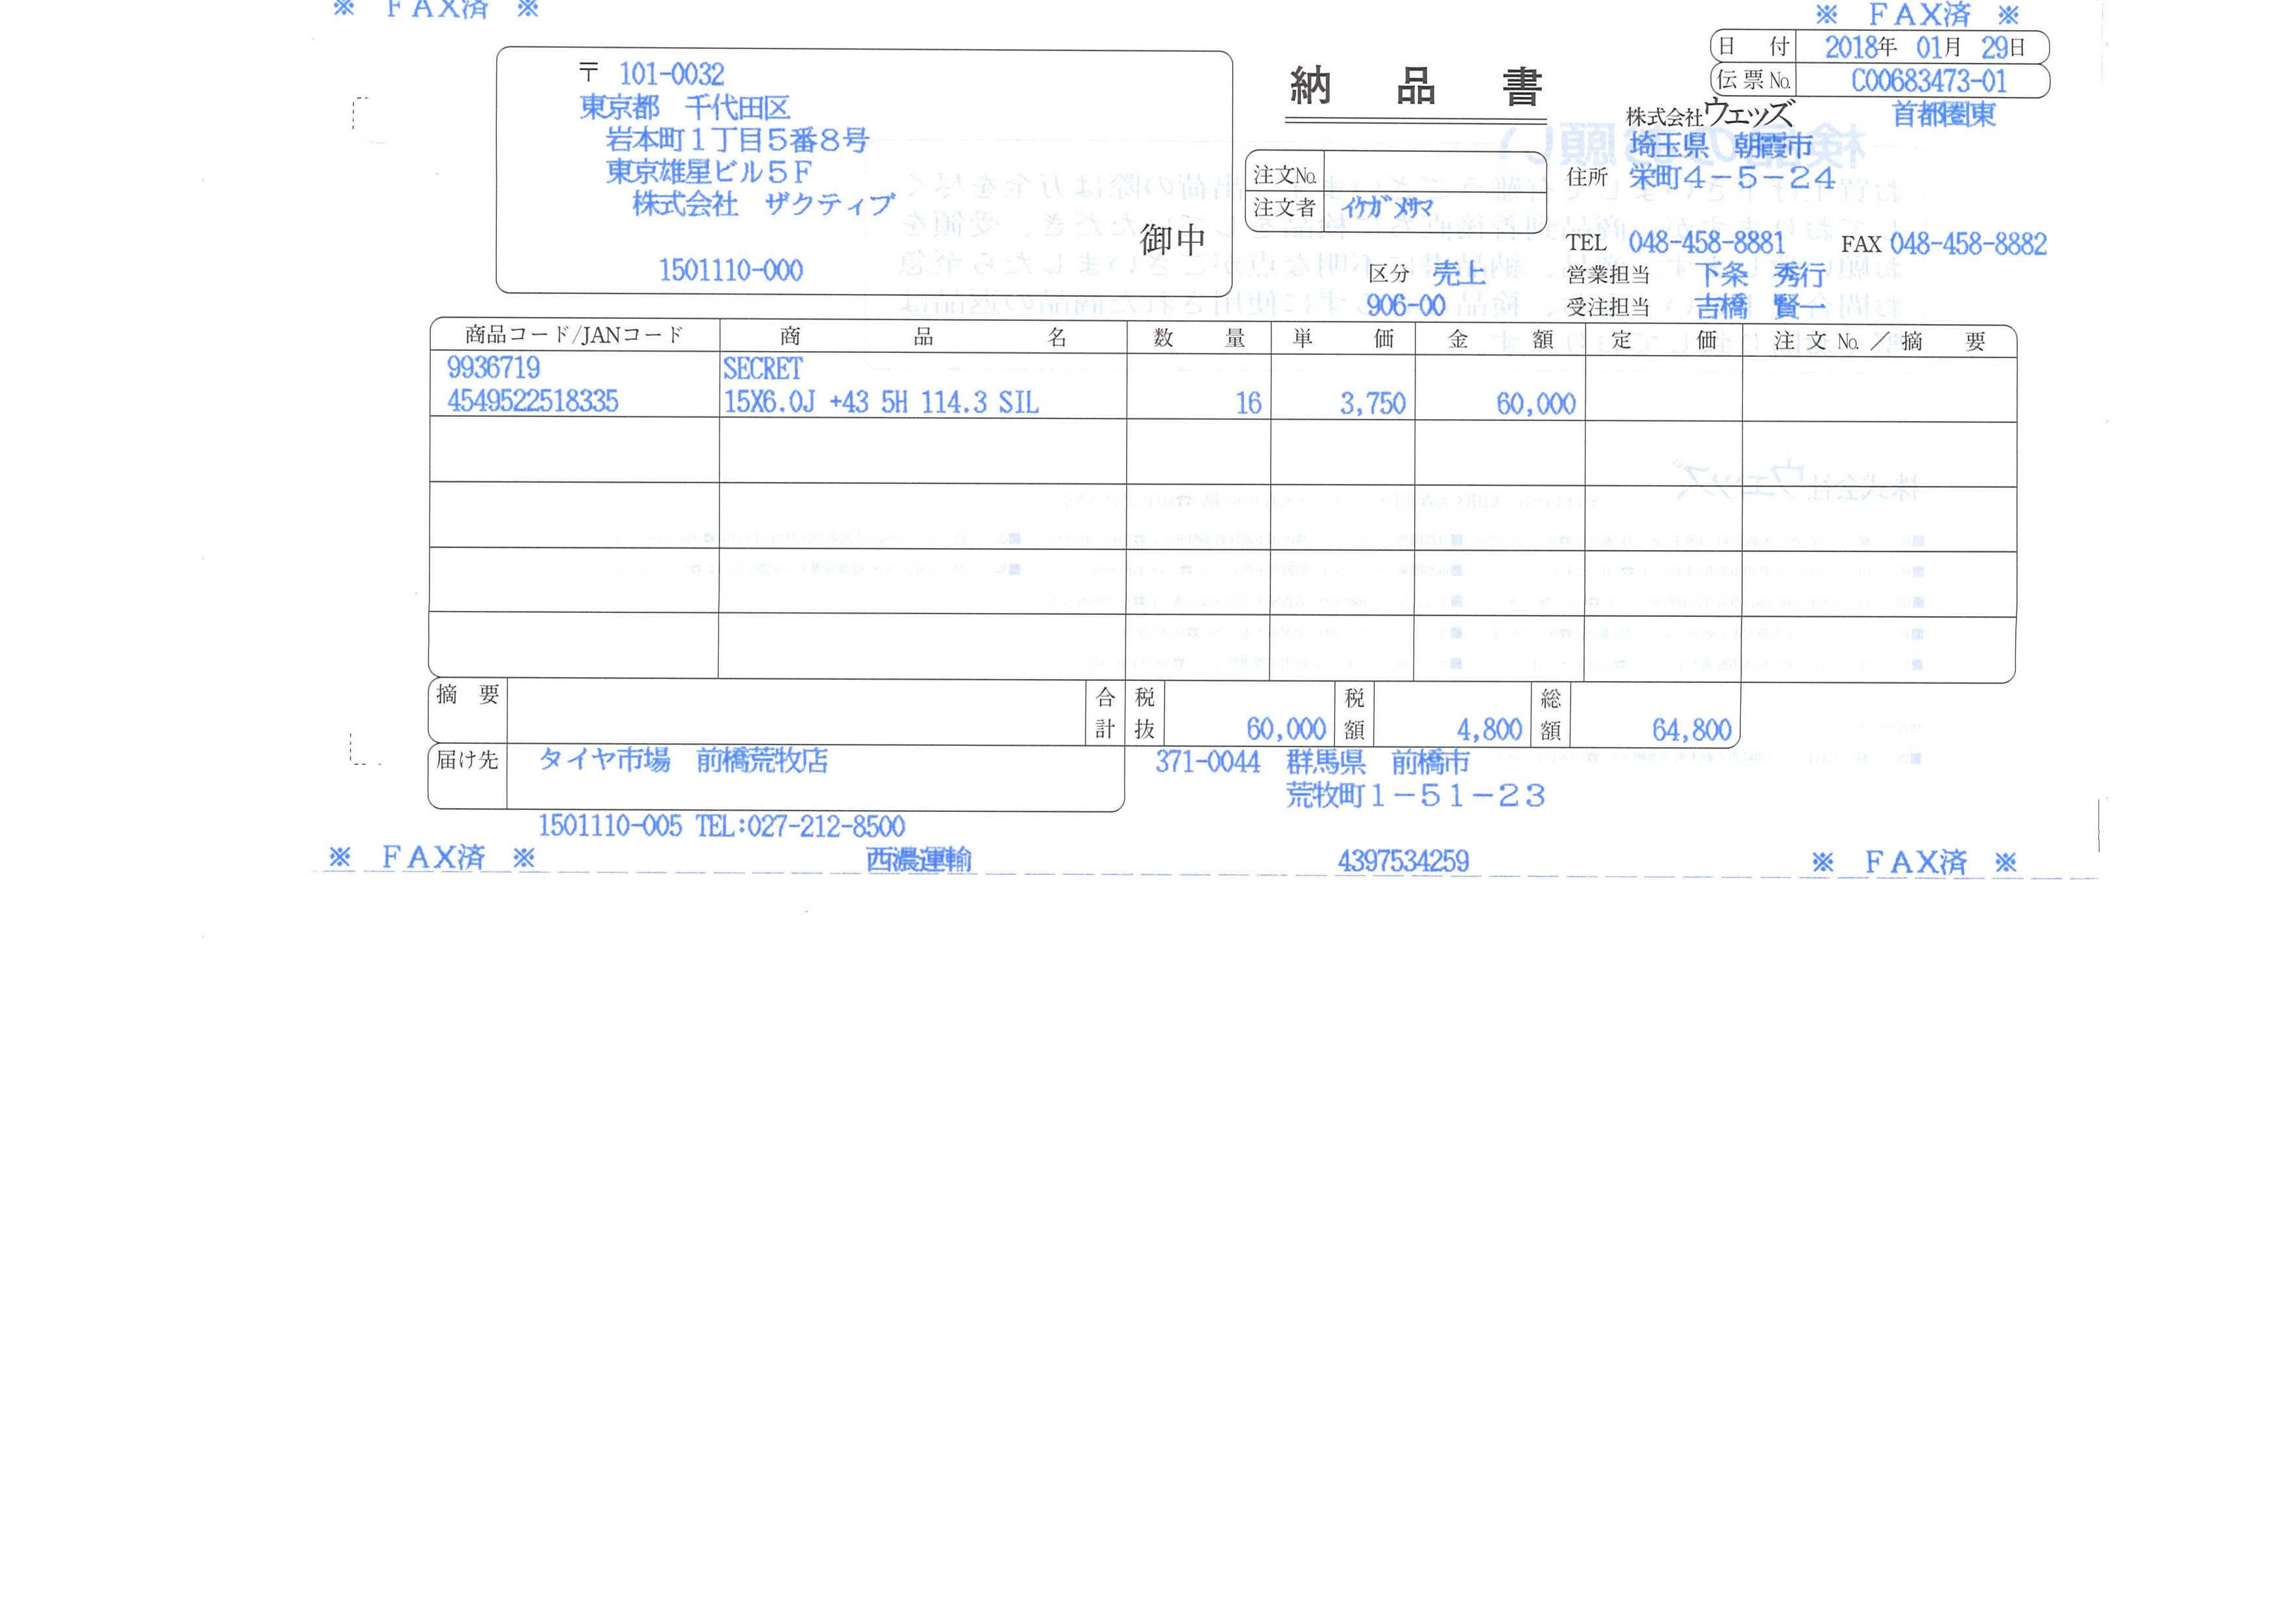 ※ FAX済 ※ ※ FAX済 ※
日 付 2018年 01月 29日
伝票No. C00683473-01
納 品 書
〒 101-0032
東京都 千代田区
岩本町1丁目5番8号
東京雄星ビル5F
株式会社 ザクティブ
御中
1501110-000
注文No.
注文者 ｲｹｶﾞﾒｻﾏ
区分 売上
906-00
株式会社ウェッズ 首都圏東
埼玉県 朝霞市
住所 栄町4-5-24
TEL 048-458-8881 FAX 048-458-8882
営業担当 下条 秀行
受注担当 吉橋 賢一
商品コード/JANコード 商 品 名 数 量 単 価 金 額 定 価 注 文 No. / 摘 要
9936719 SECRET
4549522518335 15X6.0J +43 5H 114.3 SIL 16 3,750 60,000
摘 要 合計 税抜 60,000 税額 4,800 総額 64,800
届け先 タイヤ市場 前橋荒牧店 371-0044 群馬県 前橋市
荒牧町1-51-23
1501110-005 TEL:027-212-8500
※ FAX済 ※ 西濃運輸 4397534259 ※ FAX済 ※